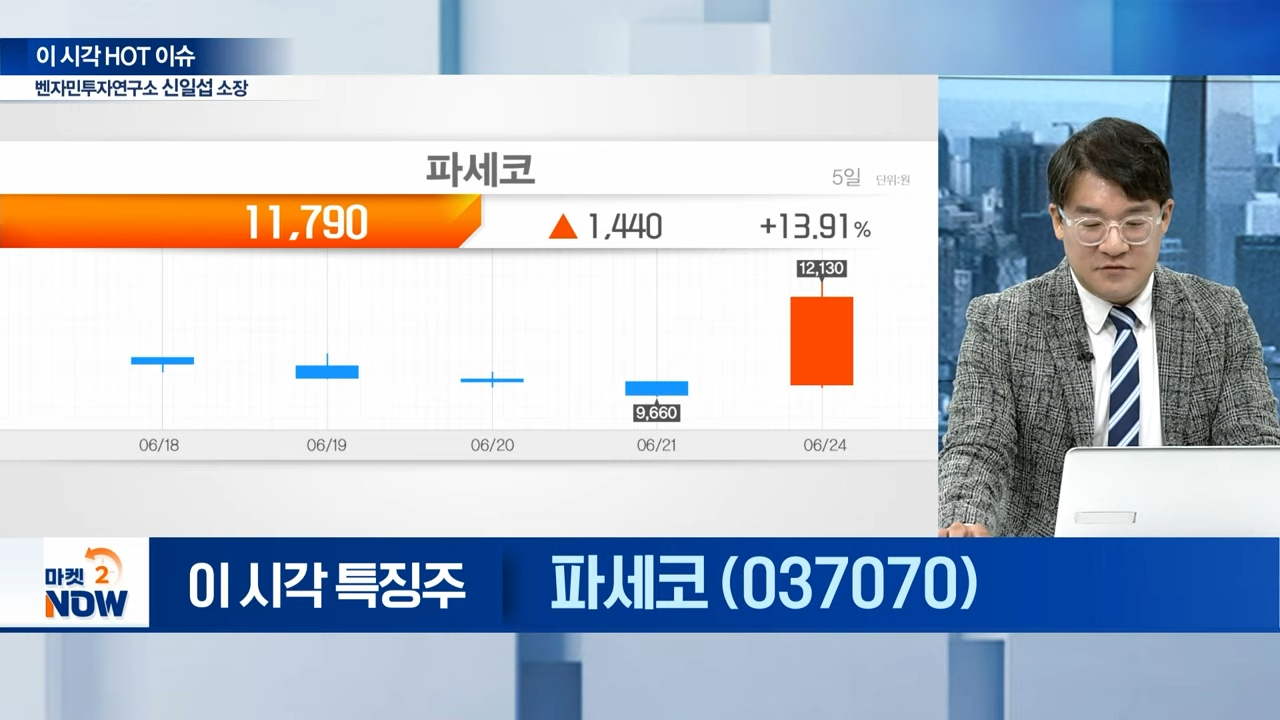 이 시각 HOT 이슈
벤자민투자연구소 신일섭 소장
파세코
5일 단위:원
11,790 ▲ 1,440 +13.91%
12,130
9,660
06/18 06/19 06/20 06/21 06/24
마켓 2
NOW
이 시각 특징주 파세코 (037070)